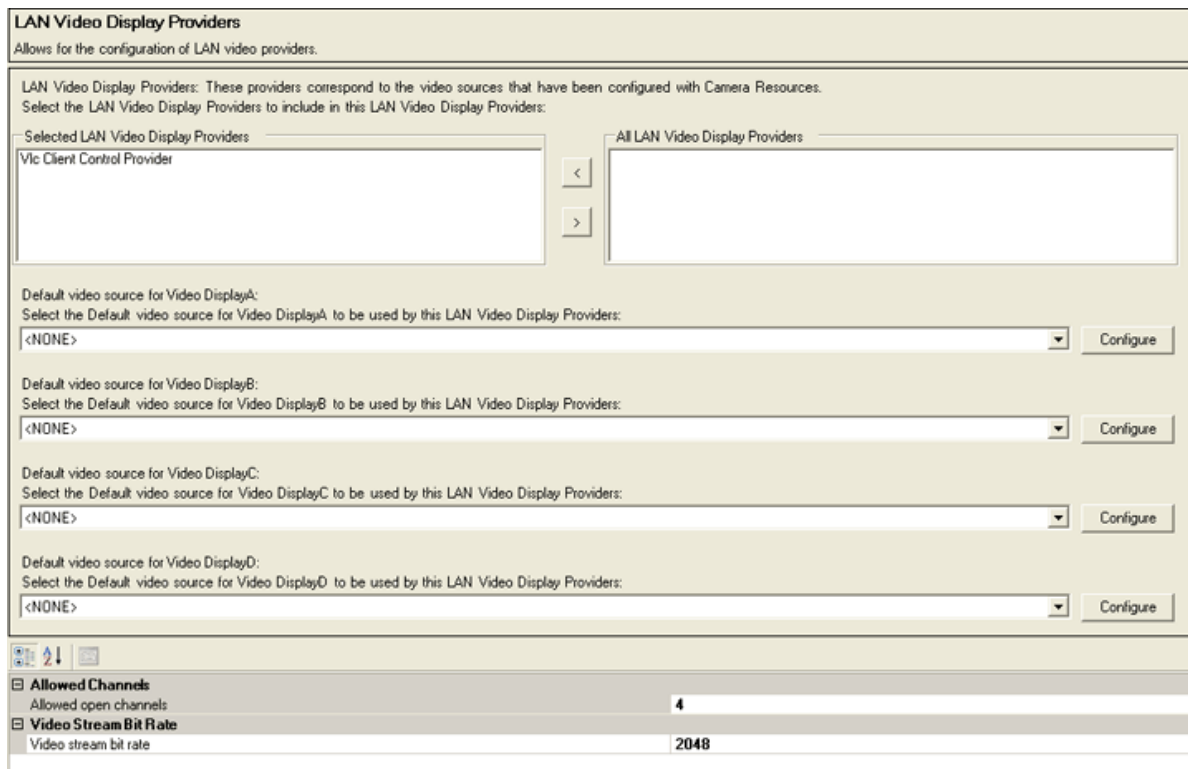 LAN Video Display Providers
Allows for the configuration of LAN video providers.
LAN Video Display Providers: These providers correspond to the video sources that have been configured with Camera Resources.
Select the LAN Video Display Providers to include in this LAN Video Display Providers:
Selected LAN Video Display Providers
All LAN Video Display Providers
Vlc Client Control Provider
<
>
Default video source for Video DisplayA:
Select the Default video source for Video DisplayA to be used by this LAN Video Display Providers:
<NONE>
Configure
Default video source for Video DisplayB:
Select the Default video source for Video DisplayB to be used by this LAN Video Display Providers:
<NONE>
Configure
Default video source for Video DisplayC:
Select the Default video source for Video DisplayC to be used by this LAN Video Display Providers:
<NONE>
Configure
Default video source for Video DisplayD:
Select the Default video source for Video DisplayD to be used by this LAN Video Display Providers:
<NONE>
Configure
Allowed Channels
Allowed open channels 4
Video Stream Bit Rate
Video stream bit rate 2048